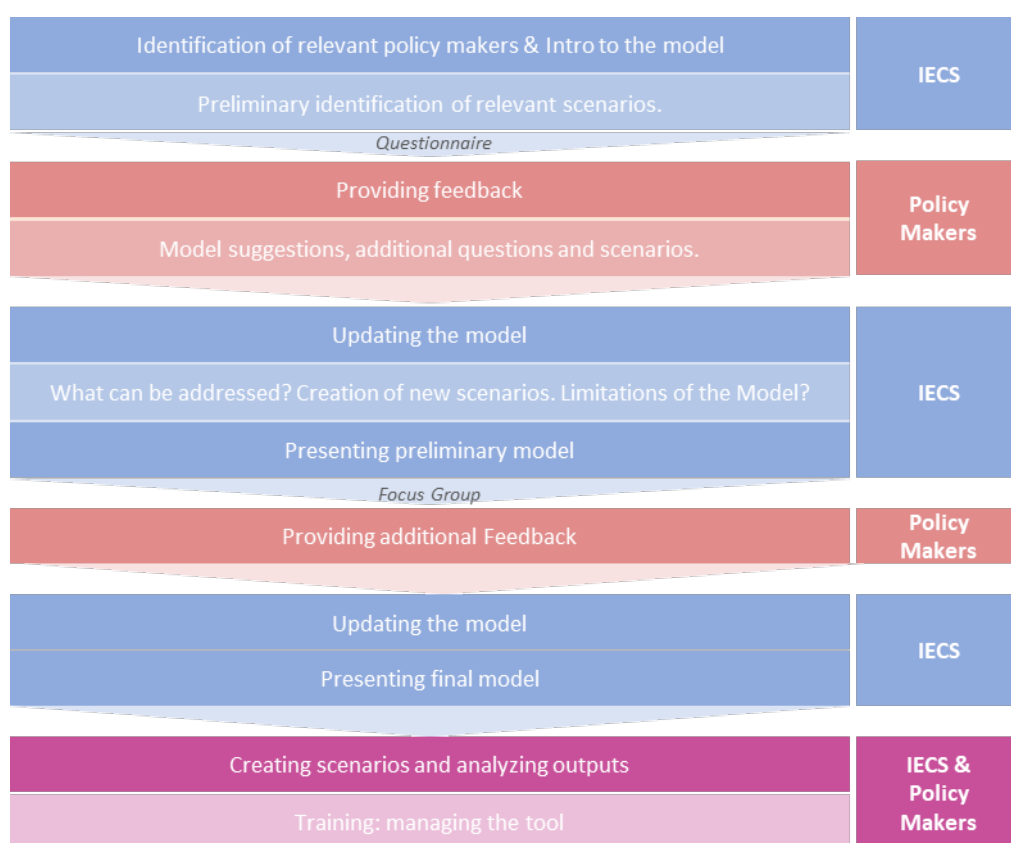 Identification of relevant policy makers & Intro to the model
IECS
Preliminary identification of relevant scenarios.
Questionnaire
Providing feedback
Policy
Makers
Model suggestions, additional questions and scenarios.
Updating the model
What can be addressed? Creation of new scenarios. Limitations of the Model?
IECS
Presenting preliminary model
Focus Group
Providing additional Feedback
Policy
Makers
Updating the model
IECS
Presenting final model
Creating scenarios and analyzing outputs
IECS &
Policy
Makers
Training: managing the tool